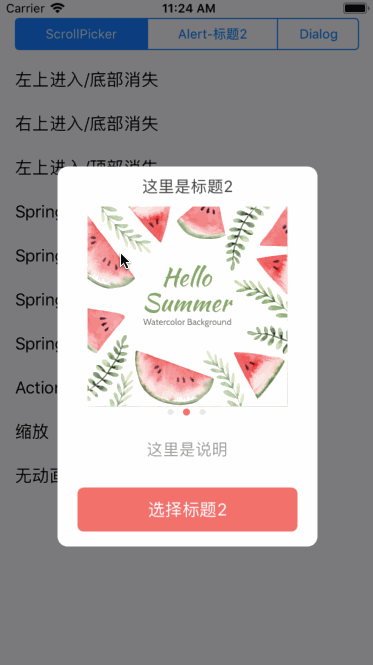 Carrier 11:24 AM
ScrollPicker Alert-标题2 Dialog
左上进入/底部消失
右上进入/底部消失
左上进入/顶部消失
这里是标题2
Spring
Spring
Spring
Spring
Action
缩放
无动画
Hello
Summer
Watercolor Background
这里是说明
选择标题2